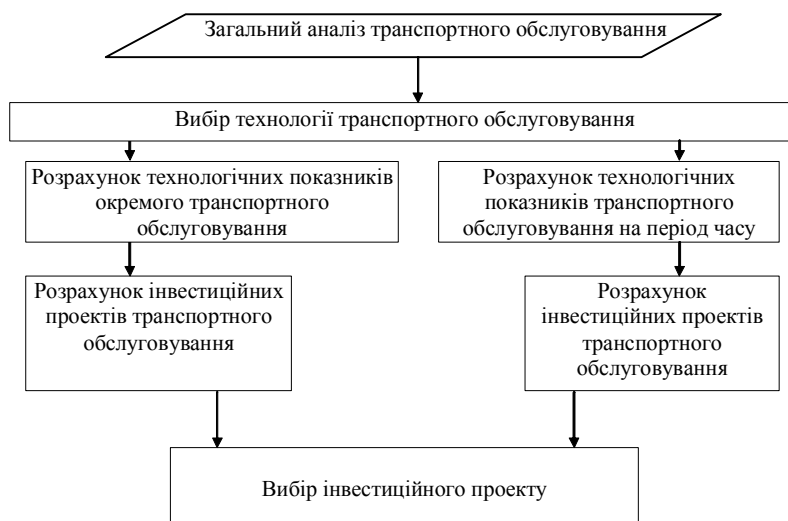 Загальний аналіз транспортного обслуговування
Вибір технології транспортного обслуговування
Розрахунок технологічних показників
окремого транспортного
обслуговування
Розрахунок технологічних
показників транспортного
обслуговування на період часу
Розрахунок інвестиційних
проектів транспортного
обслуговування
Розрахунок
інвестиційних проектів
транспортного
обслуговування
Вибір інвестиційного проекту